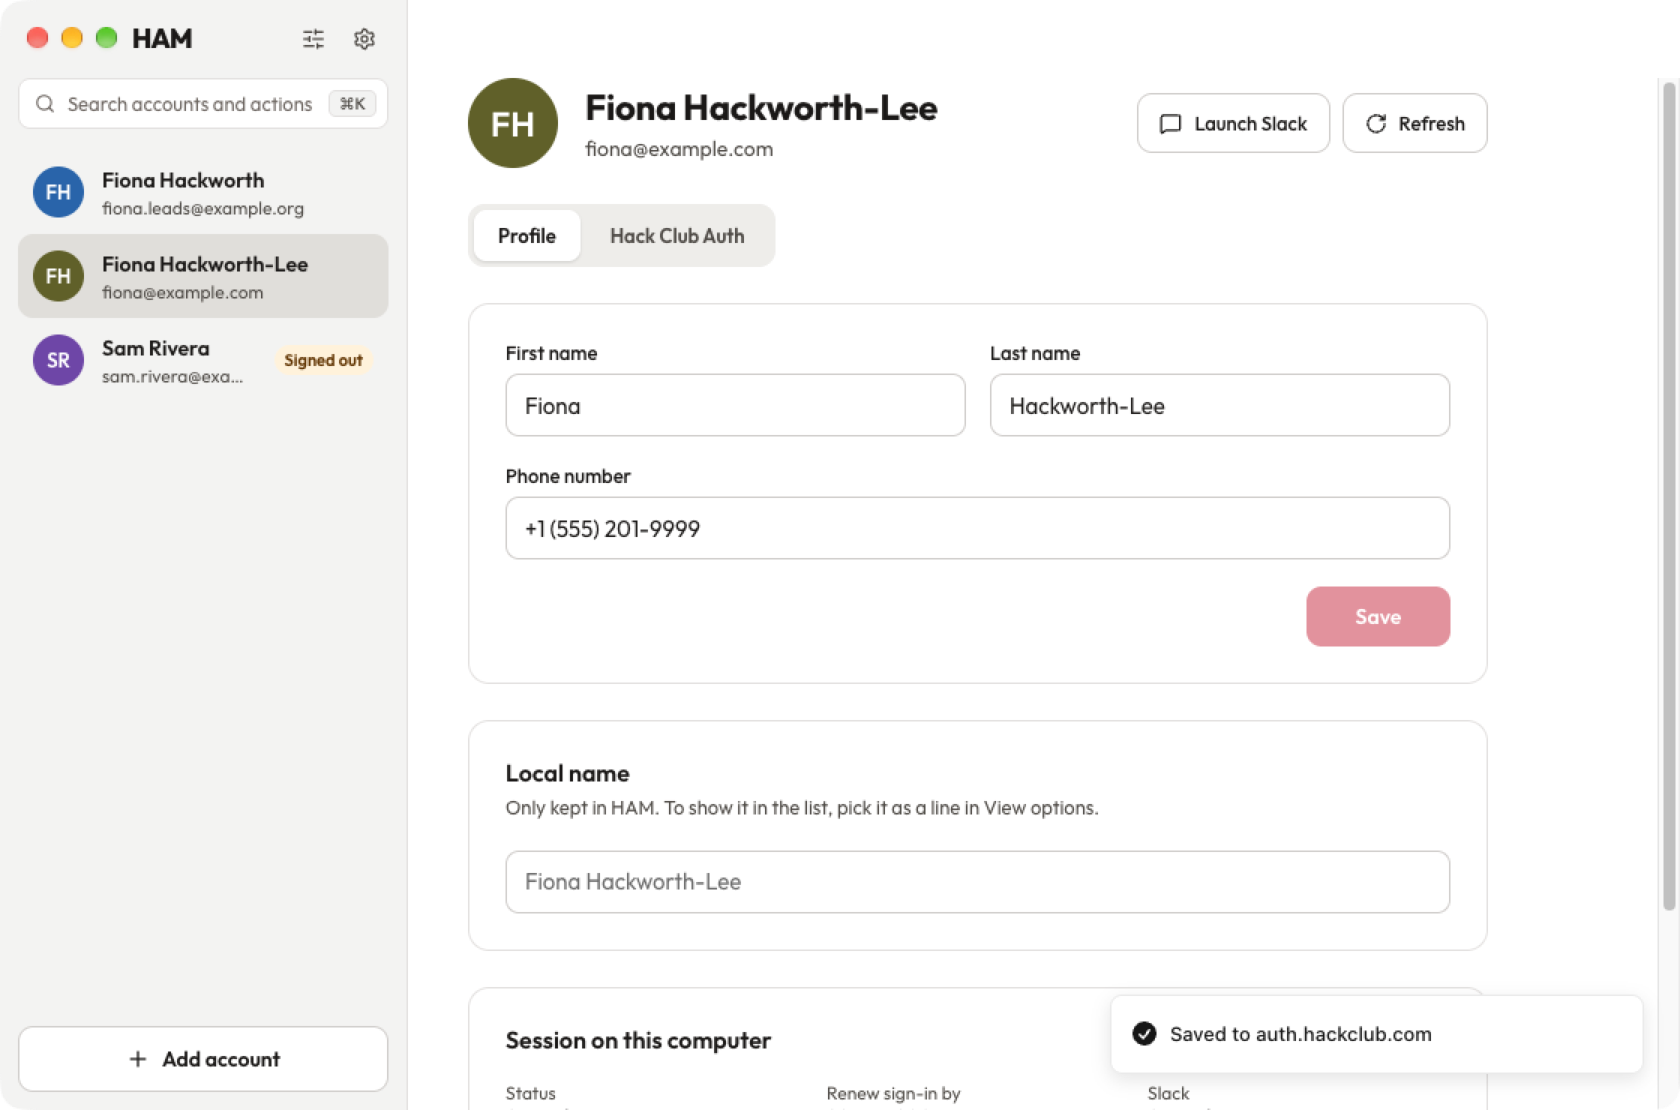 HAM
Search accounts and actions ⌘K
FH
Fiona Hackworth
fiona.leads@example.org
FH
Fiona Hackworth-Lee
fiona@example.com
SR
Sam Rivera
sam.rivera@exa...
Signed out
+ Add account
FH
Fiona Hackworth-Lee
fiona@example.com
Launch Slack
Refresh
Profile
Hack Club Auth
First name
Last name
Fiona
Hackworth-Lee
Phone number
+1 (555) 201-9999
Save
Local name
Only kept in HAM. To show it in the list, pick it as a line in View options.
Fiona Hackworth-Lee
Session on this computer
Saved to auth.hackclub.com
Status
Renew sign-in by
Slack